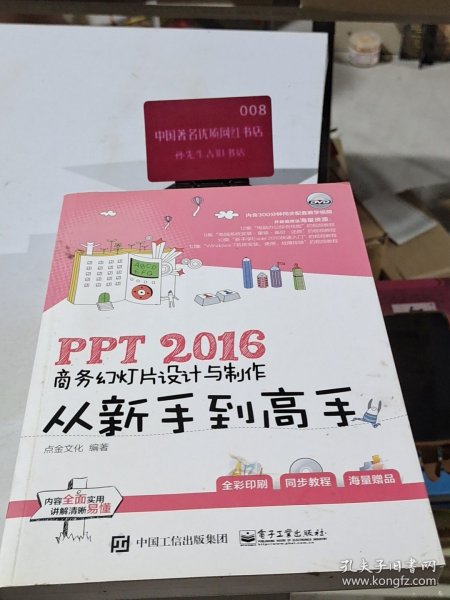 008
中国著名优质网红书店
孙先生古旧书店
DVD
内含300分钟同步配套教学视频
PPT 2016
商务幻灯片设计与制作
从新手到高手
点金文化 编著
全彩印刷
同步教程
海量赠品
内容全面实用
讲解清晰易懂
中国工信出版集团
电子工业出版社
孔夫子旧书网
www.kongfz.com